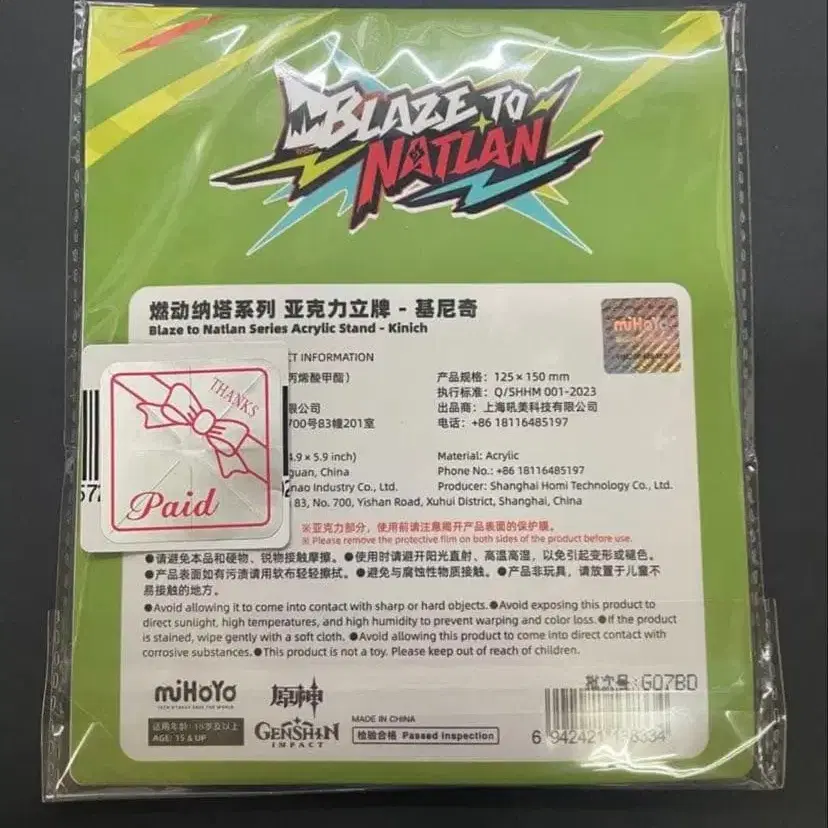 BLAZE TO
NATLAN
燃动纳塔系列 亚克力立牌 - 基尼奇
Blaze to Natlan Series Acrylic Stand - Kinich
miHoYo
INFORMATION
丙烯酸甲酯）
产品规格：125×150 mm
执行标准：Q/SHHM 001-2023
限公司
出品商：上海吼美科技有限公司
700号83幢201室
电话：+86 18116485197
THANKS
Paid
4.9×5.9 inch)
Material: Acrylic
guan, China
Phone No.: +86 18116485197
Industry Co., Ltd.
Producer: Shanghai Homi Technology Co., Ltd.
83, No. 700, Yishan Road, Xuhui District, Shanghai, China
※亚克力部分，使用前请注意揭开产品表面的保护膜。
※ Please remove the protective film on both sides of the product before use.
●请避免本品和硬物、锐物接触摩擦。●使用时请避开阳光直射、高温高湿，以免引起变形或褪色。
●产品表面如有污渍请用软布轻轻擦拭。●避免与腐蚀性物质接触。●产品非玩具，请放置于儿童不
易接触的地方。
●Avoid allowing it to come into contact with sharp or hard objects.●Avoid exposing this product to
direct sunlight, high temperatures, and high humidity to prevent warping and color loss.●If the product
is stained, wipe gently with a soft cloth. ●Avoid allowing this product to come into direct contact with
corrosive substances.●This product is not a toy. Please keep out of reach of children.
miHoYo
TECH OTAKUS SAVE THE WORLD
原神
GENSHIN
IMPACT
批次号:G07BD
适用年龄：15岁及以上
AGE: 15 & UP
MADE IN CHINA
检验合格 Passed Inspection
6 942421